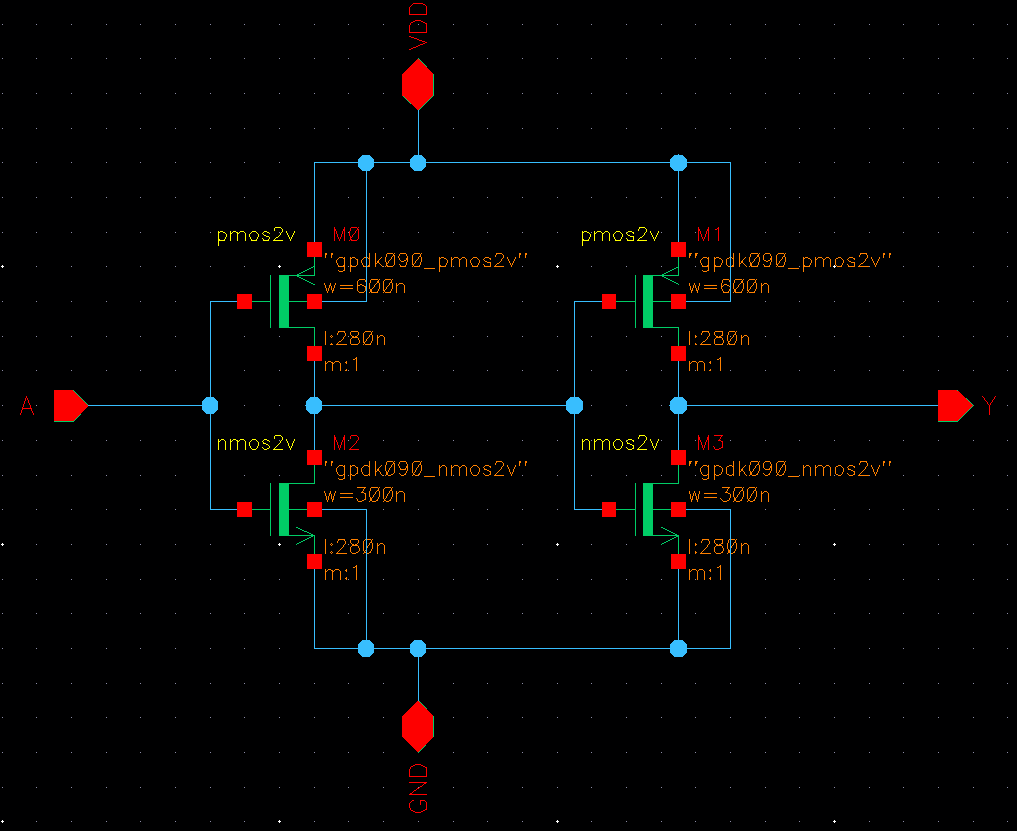 VDD
pmos2v M0
"gpdk090_pmos2v"
w=600n
l:280n
m:1
pmos2v M1
"gpdk090_pmos2v"
w=600n
l:280n
m:1
A
Y
nmos2v M2
"gpdk090_nmos2v"
w=300n
l:280n
m:1
nmos2v M3
"gpdk090_nmos2v"
w=300n
l:280n
m:1
GND